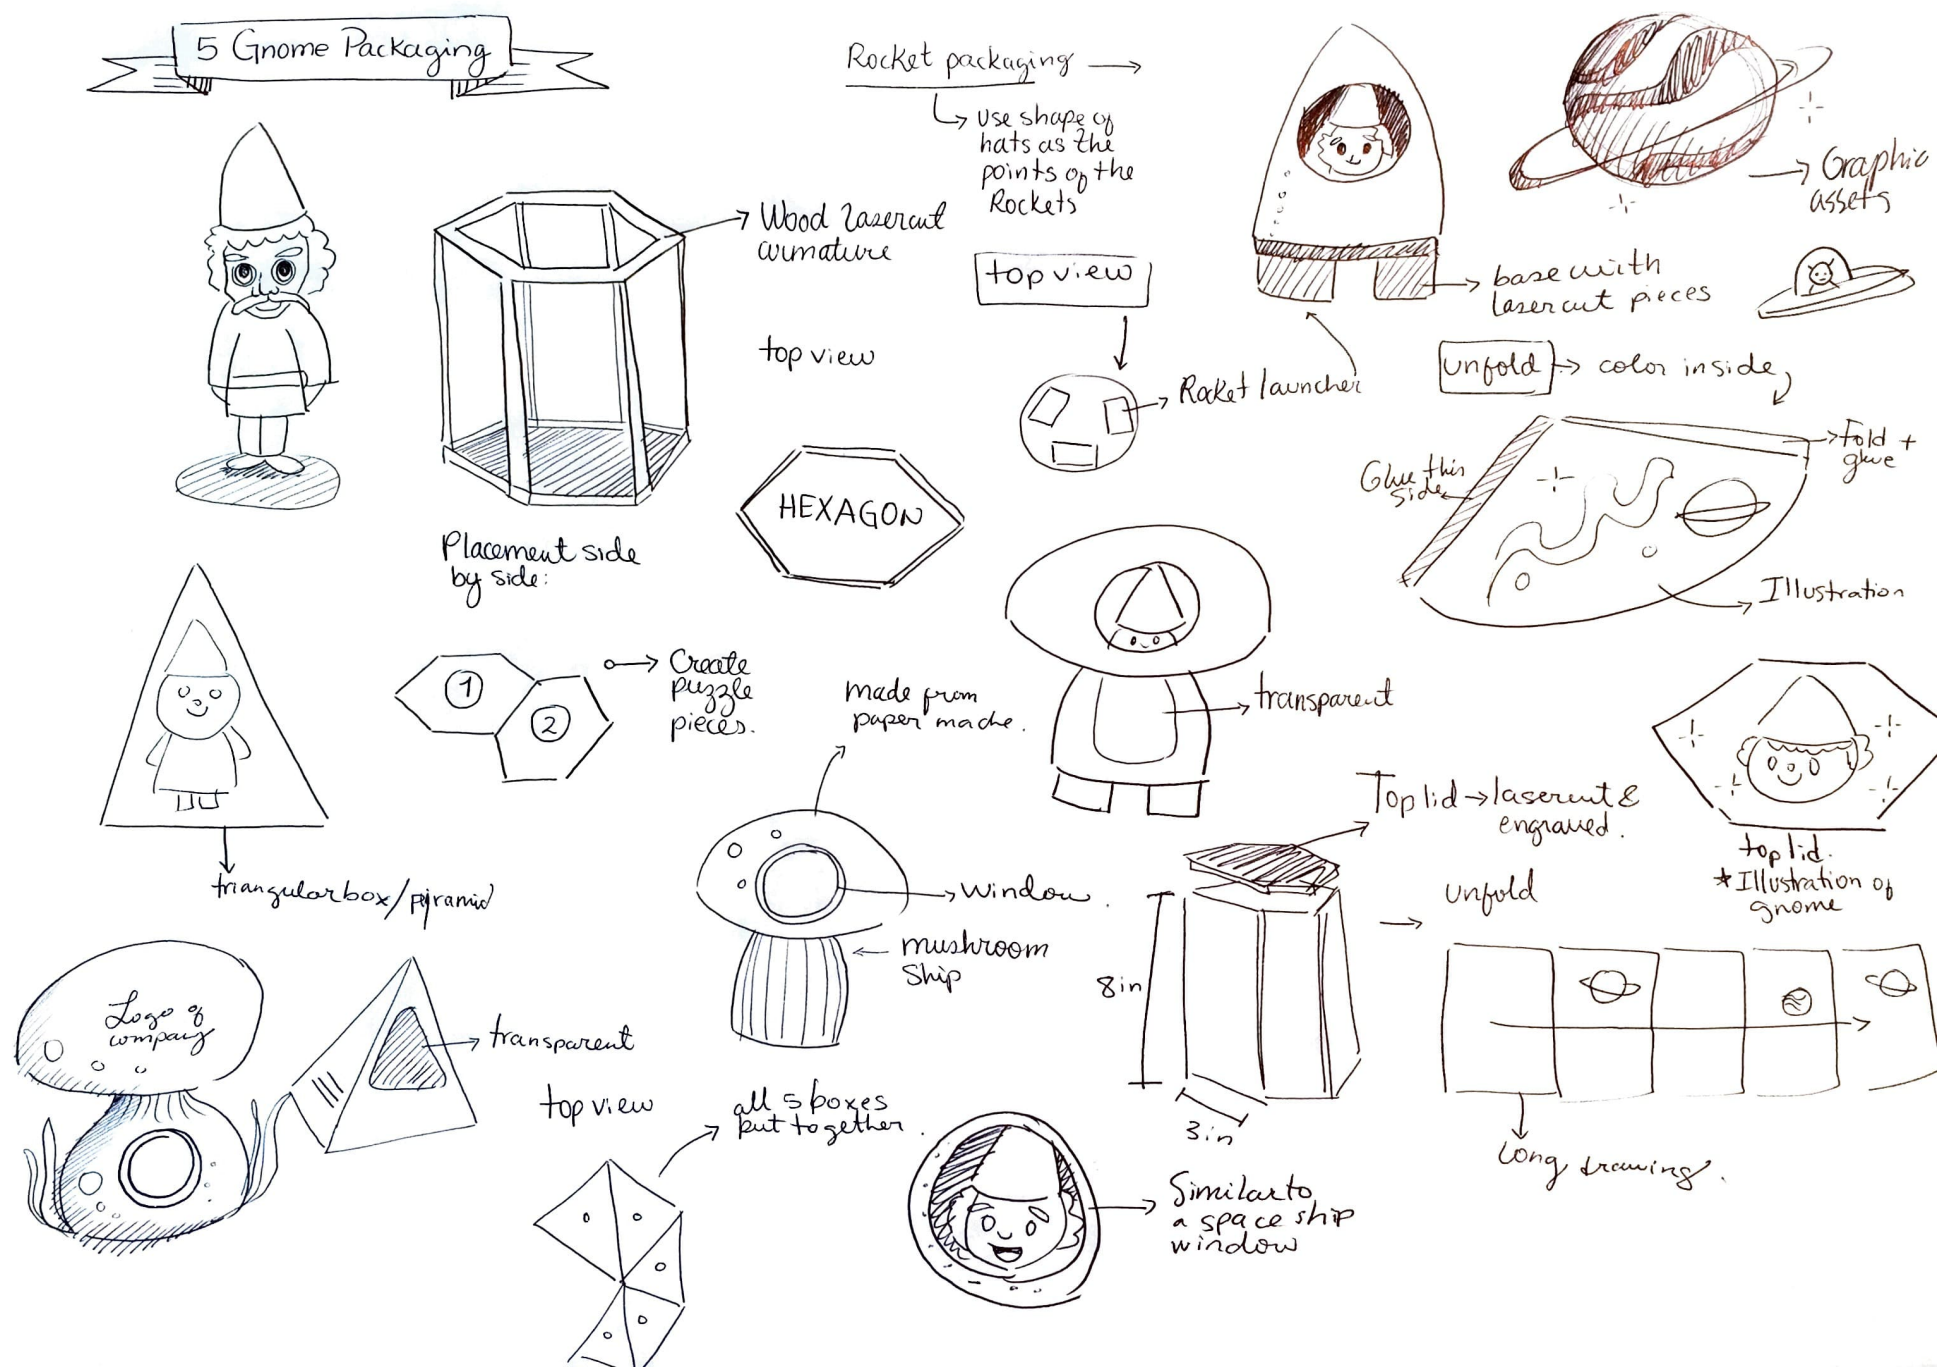 5 Gnome Packaging
Rocket packaging
use shape of
hats as the
points of the
Rockets
Graphic
assets
Wood lasercut
armature
top view
base with
lasercut pieces
top view
Rocket launcher
unfold
color inside
Fold +
glue
Glue this
side
Illustration
HEXAGON
Placement side
by side:
1
2
Create
puzzle
pieces.
made from
paper mache.
transparent
triangular box/pyramid
window.
mushroom
ship
Top lid → lasercut &
engraved.
top lid.
* Illustration of
gnome
unfold
8in
3in
Long drawing.
Logo of
company
transparent
top view
all 5 boxes
put together.
Similar to
a space ship
window